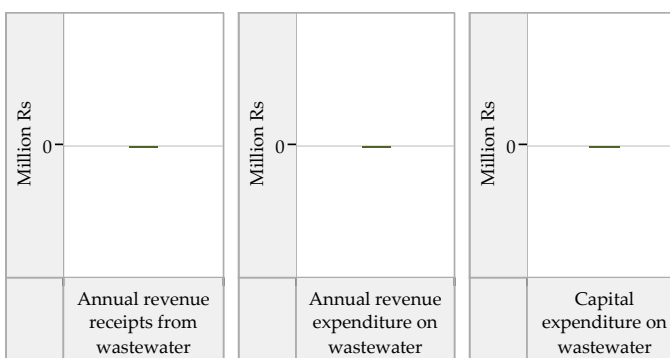 Million Rs
0
Annual revenue
receipts from
wastewater
Million Rs
0
Annual revenue
expenditure on
wastewater
Million Rs
0
Capital
expenditure on
wastewater